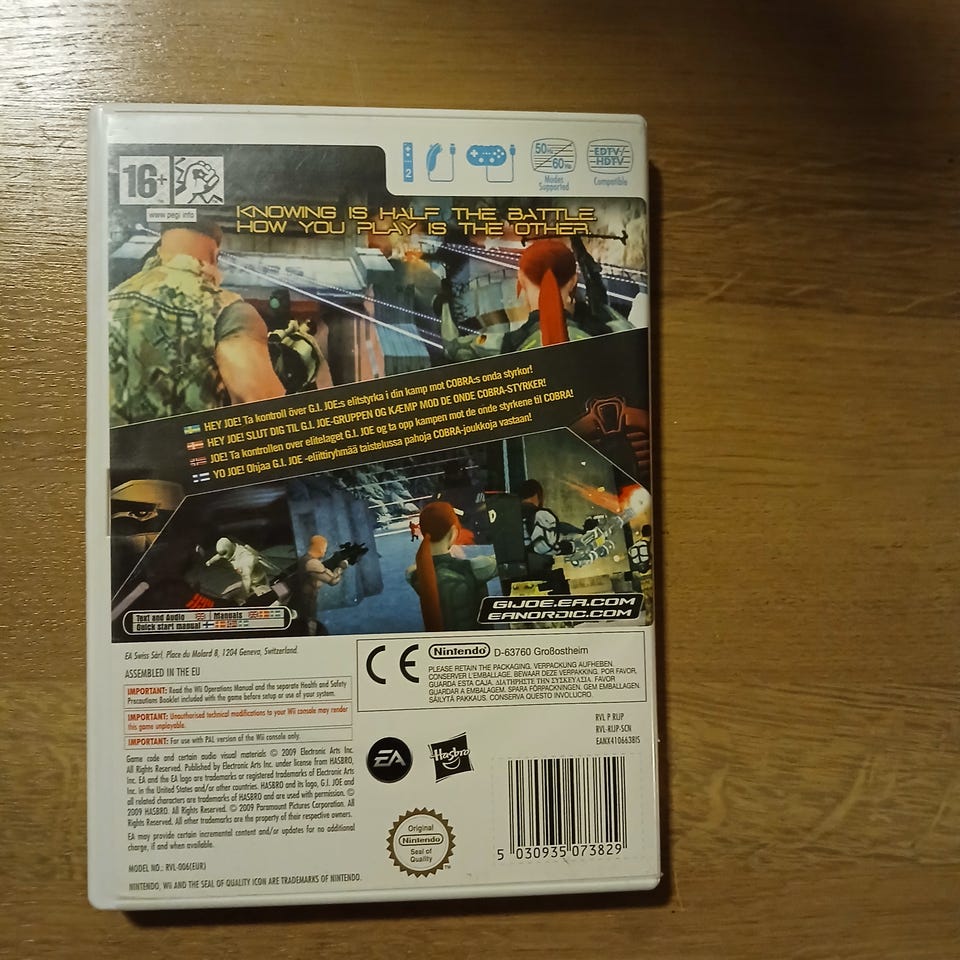 16+
www.pegi.info
2
50Hz
60Hz
Modes
Supported
EDTV
HDTV
Compatible
KNOWING IS HALF THE BATTLE.
HOW YOU PLAY IS THE OTHER.
HEY JOE! Ta kontroll över G.I. JOE:s elitstyrka i din kamp mot COBRA:s onda styrkor!
HEY JOE! SLUT DIG TIL G.I. JOE-GRUPPEN OG KÆMP MOD DE ONDE COBRA-STYRKER!
JOE! Ta kontrollen over elitelaget G.I. JOE og ta opp kampen mot de onde styrkene til COBRA!
YO JOE! Ohjaa G.I. JOE -eliittiryhmää taistelussa pahoja COBRA-joukkoja vastaan!
Text and Audio
Manuals
Quick start manual
GIJOE.EA.COM
EANORDIC.COM
EA Swiss Sàrl, Place du Molard 8, 1204 Geneva, Switzerland.
ASSEMBLED IN THE EU
IMPORTANT: Read the Wii Operations Manual and the separate Health and Safety
Precautions Booklet included with the game before setup or use of your system.
IMPORTANT: Unauthorised technical modifications to your Wii console may render
this game unplayable.
IMPORTANT: For use with PAL version of the Wii console only.
CE
Nintendo D-63760 Großostheim
PLEASE RETAIN THE PACKAGING. VERPACKUNG AUFHEBEN.
CONSERVER L'EMBALLAGE. BEWAAR DEZE VERPAKKING. POR FAVOR,
GUARDAR ESTA CAJA. ΔΙΑΤΗΡΗΣΤΕ ΤΗΝ ΣΥΣΚΕΥΑΣΙΑ. FAVOR
GUARDAR A EMBALAGEM. SPARA FÖRPACKNINGEN. GEM EMBALLAGEN.
SÄILYTÄ PAKKAUS. CONSERVA QUESTO INVOLUCRO.
RVL P RIJP
RVL-RIJP-SCN
EANX4106638IS
Game code and certain audio visual materials © 2009 Electronic Arts Inc.
All Rights Reserved. Published by Electronic Arts Inc. under license from HASBRO,
Inc. EA and the EA logo are trademarks or registered trademarks of Electronic Arts
Inc. in the United States and/or other countries. HASBRO and its logo, G.I. JOE and
all related characters are trademarks of HASBRO and are used with permission. ©
2009 HASBRO. All Rights Reserved. © 2009 Paramount Pictures Corporation. All
Rights Reserved. All other trademarks are the property of their respective owners.
EA may provide certain incremental content and/or updates for no additional
charge, if and when available.
MODEL NO.: RVL-006(EUR)
NINTENDO, Wii AND THE SEAL OF QUALITY ICON ARE TRADEMARKS OF NINTENDO.
EA
Hasbro
Original
Nintendo
Seal of
Quality
5 030935 073829